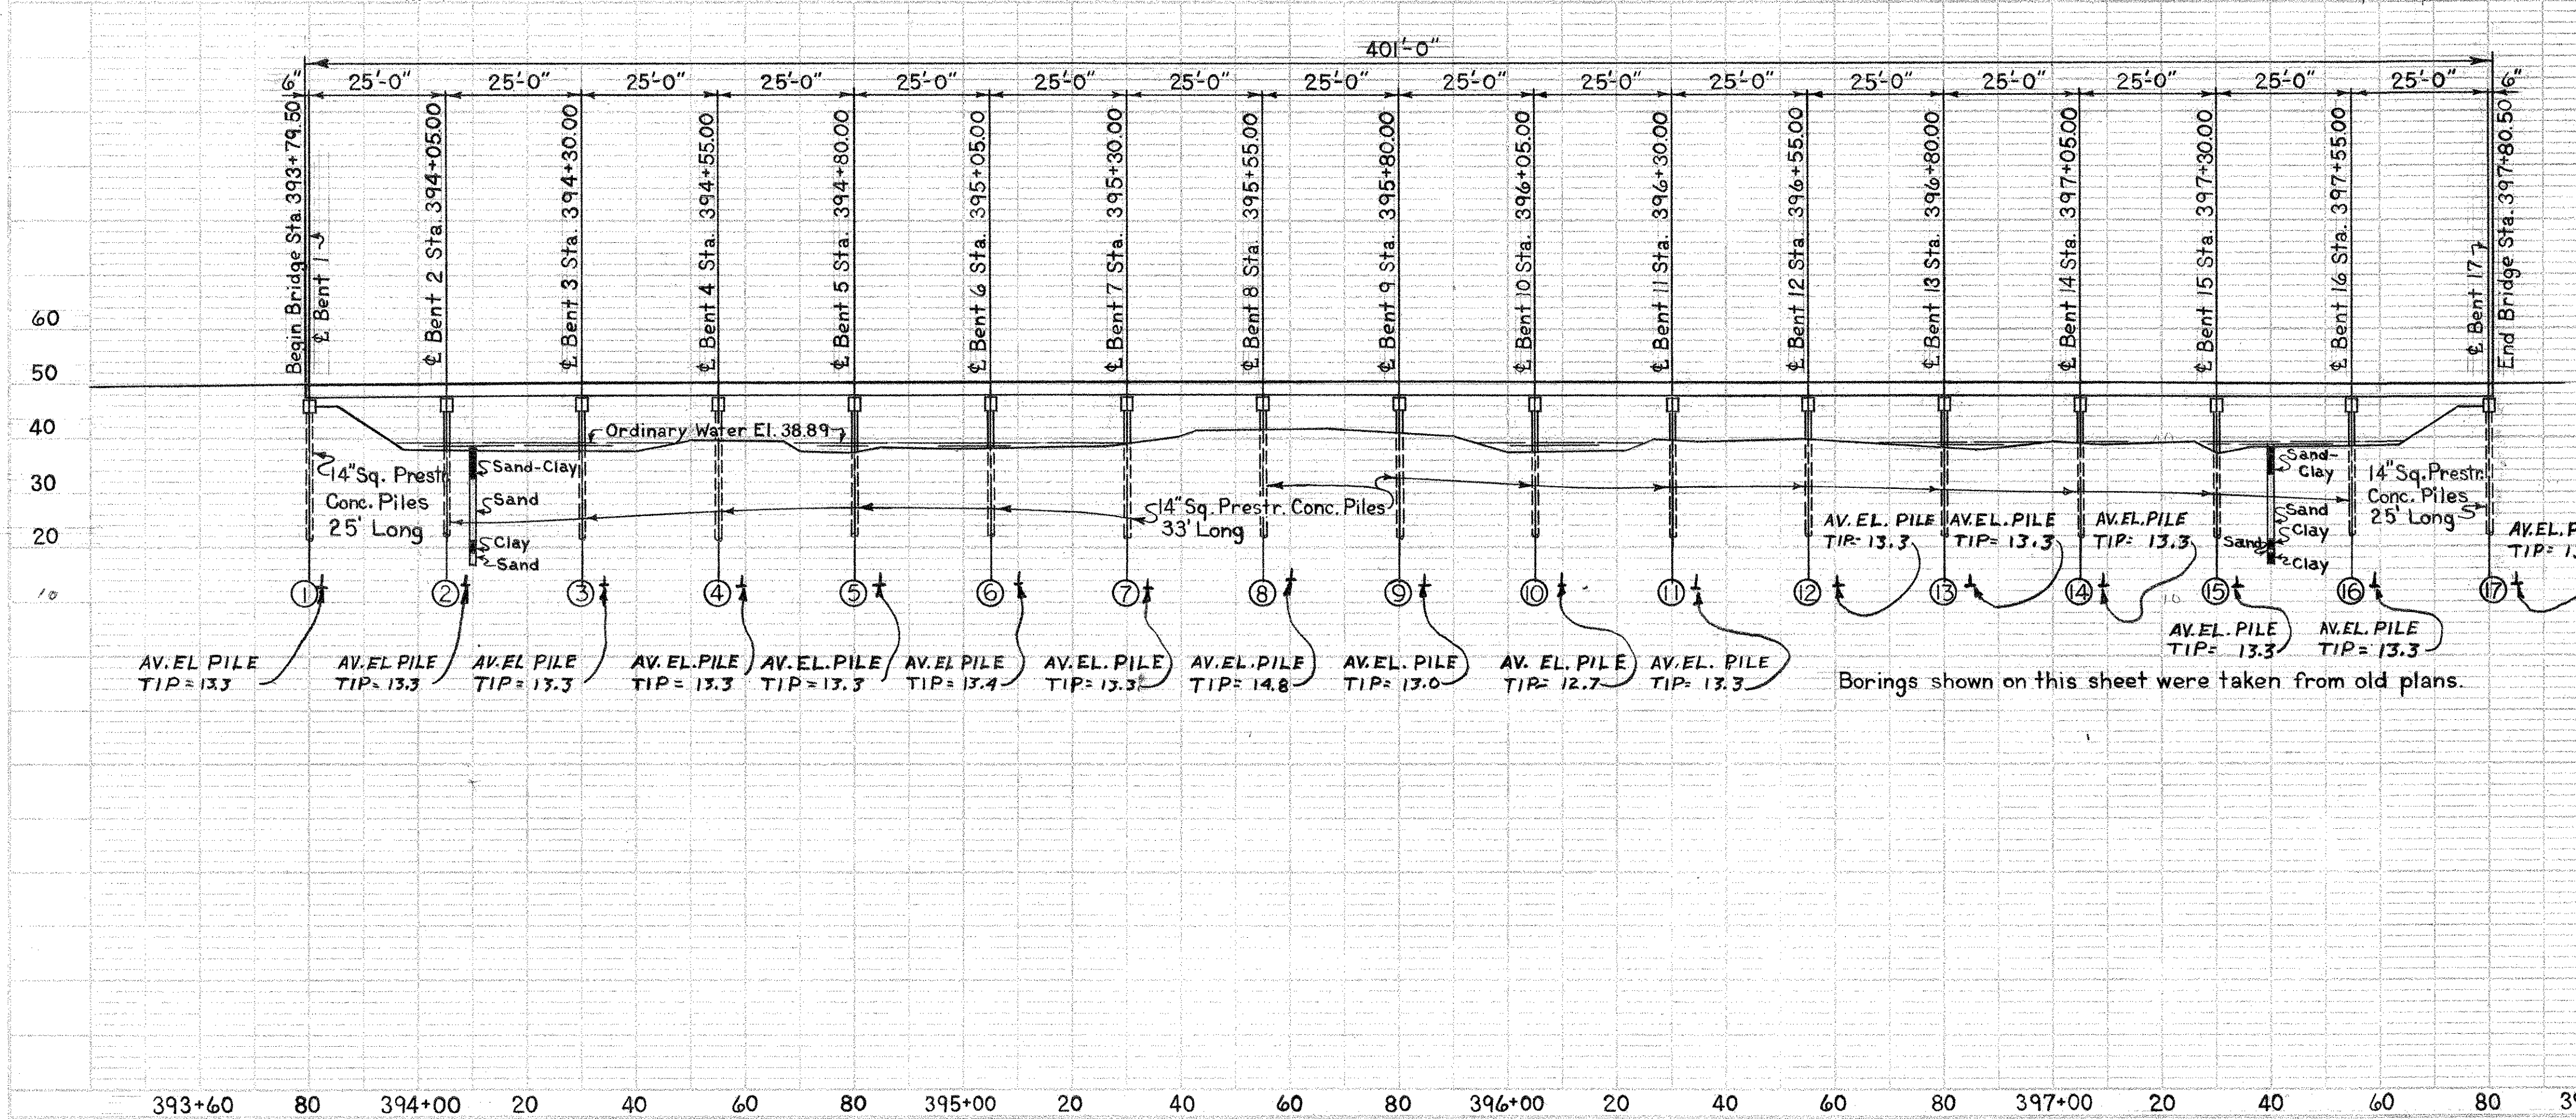 401'-0"
6" 25'-0" 25'-0" 25'-0" 25'-0" 25'-0" 25'-0" 25'-0" 25'-0" 25'-0" 25'-0" 25'-0" 25'-0" 25'-0" 25'-0" 25'-0" 25'-0" 6"
Begin Bridge Sta. 393+79.50
℄ Bent 1
℄ Bent 2 Sta. 394+05.00
℄ Bent 3 Sta. 394+30.00
℄ Bent 4 Sta. 394+55.00
℄ Bent 5 Sta. 394+80.00
℄ Bent 6 Sta. 395+05.00
℄ Bent 7 Sta. 395+30.00
℄ Bent 8 Sta. 395+55.00
℄ Bent 9 Sta. 395+80.00
℄ Bent 10 Sta. 396+05.00
℄ Bent 11 Sta. 396+30.00
℄ Bent 12 Sta. 396+55.00
℄ Bent 13 Sta. 396+80.00
℄ Bent 14 Sta. 397+05.00
℄ Bent 15 Sta. 397+30.00
℄ Bent 16 Sta. 397+55.00
℄ Bent 17
End Bridge Sta. 397+80.50
60
50
40
30
20
10
Ordinary Water El. 38.89
14" Sq. Prestr.
Conc. Piles
25' Long
Sand-Clay
Sand
Clay
Sand
14" Sq. Prestr. Conc. Piles
33' Long
Sand-
Clay
Sand
Clay
Sand
Clay
14" Sq. Prestr.
Conc. Piles
25' Long
AV. EL. PILE
TIP= 13.3
AV. EL. PILE
TIP= 13.3
AV. EL. PILE
TIP= 13.3
AV. EL. P
TIP= 1
1 2 3 4 5 6 7 8 9 10 11 12 13 14 15 16 17
10
AV. EL PILE
TIP = 13.3
AV. EL PILE
TIP= 13.3
AV. EL PILE
TIP= 13.3
AV. EL. PILE
TIP= 13.3
AV. EL. PILE
TIP= 13.3
AV. EL PILE
TIP= 13.4
AV. EL. PILE
TIP= 13.3
AV. EL. PILE
TIP= 14.8
AV. EL. PILE
TIP= 13.0
AV. EL. PILE
TIP= 12.7
AV. EL. PILE
TIP= 13.3
AV. EL. PILE
TIP= 13.3
AV. EL. PILE
TIP= 13.3
Borings shown on this sheet were taken from old plans.
393+60 80 394+00 20 40 60 80 395+00 20 40 60 80 396+00 20 40 60 80 397+00 20 40 60 80